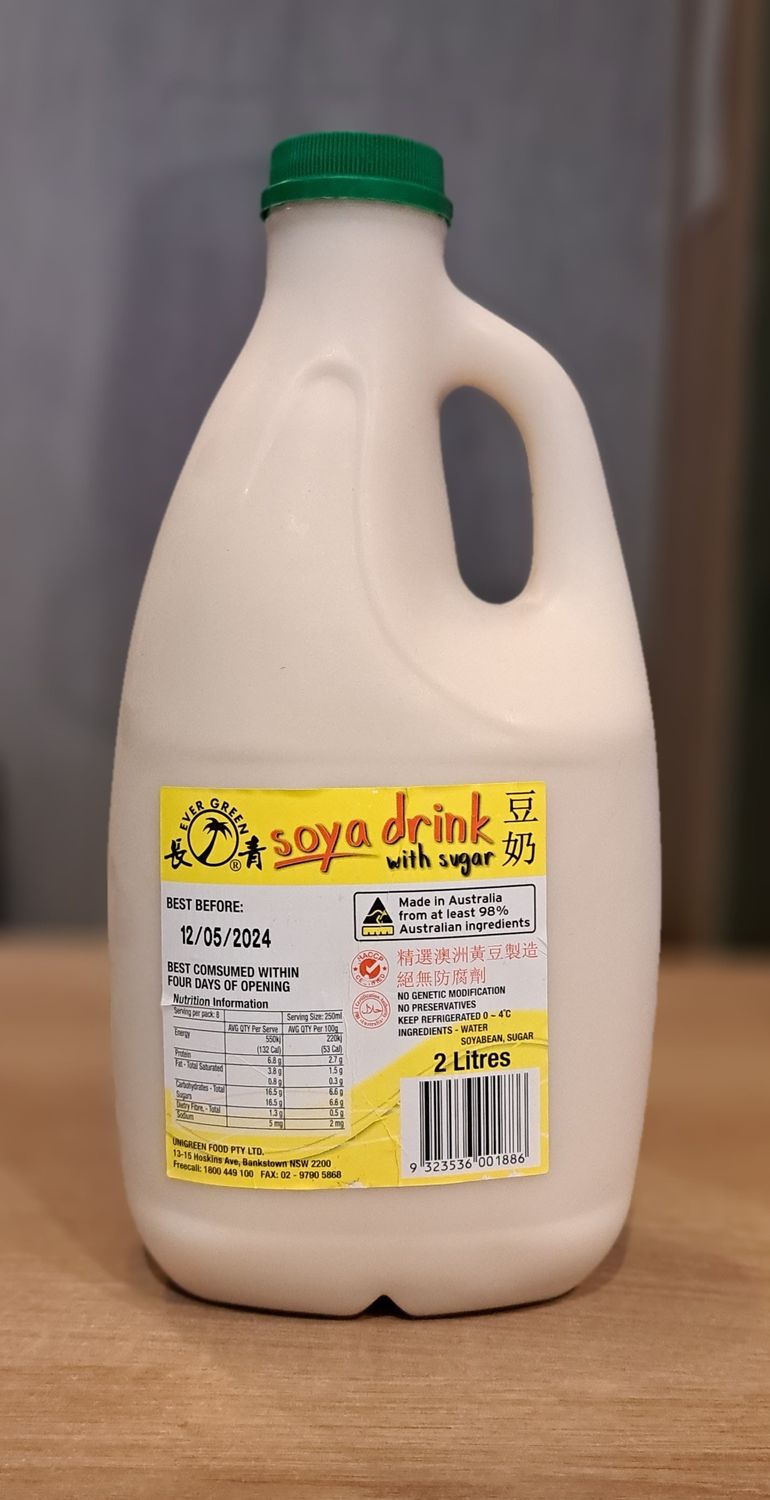 EVER GREEN
長 ® 青
soya drink
with sugar
豆
奶
BEST BEFORE:
12/05/2024
BEST COMSUMED WITHIN
FOUR DAYS OF OPENING
Nutrition Information
Serving per pack: 8 Serving Size: 250ml
AVG QTY Per Serve AVG QTY Per 100g
Energy 550kj 220kj
(132 Cal) (53 Cal)
Protein 6.8 g 2.7 g
Fat - Total Saturated 3.8 g 1.5 g
0.8 g 0.3 g
Carbohydrates - Total 16.5 g 6.6 g
Sugars 16.5 g 6.6 g
Dietry Fibre, - Total 1.3 g 0.5 g
Sodium 5 mg 2 mg
UNIGREEN FOOD PTY LTD.
13-15 Hoskins Ave, Bankstown NSW 2200
Freecall: 1800 449 100 FAX: 02 - 9790 5868
Made in Australia
from at least 98%
Australian ingredients
HACCP
精選澳洲黃豆製造
絕無防腐劑
NO GENETIC MODIFICATION
NO PRESERVATIVES
KEEP REFRIGERATED 0 ~ 4℃
INGREDIENTS - WATER
SOYABEAN, SUGAR
2 Litres
9 323536 001886